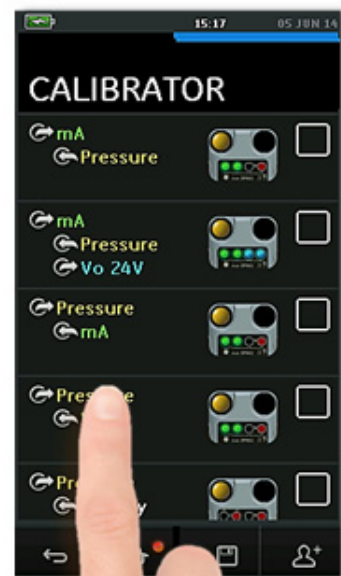 15:17 05 JUN 14
CALIBRATOR
mA
Pressure
mA
Pressure
Vo 24V
Pressure
mA